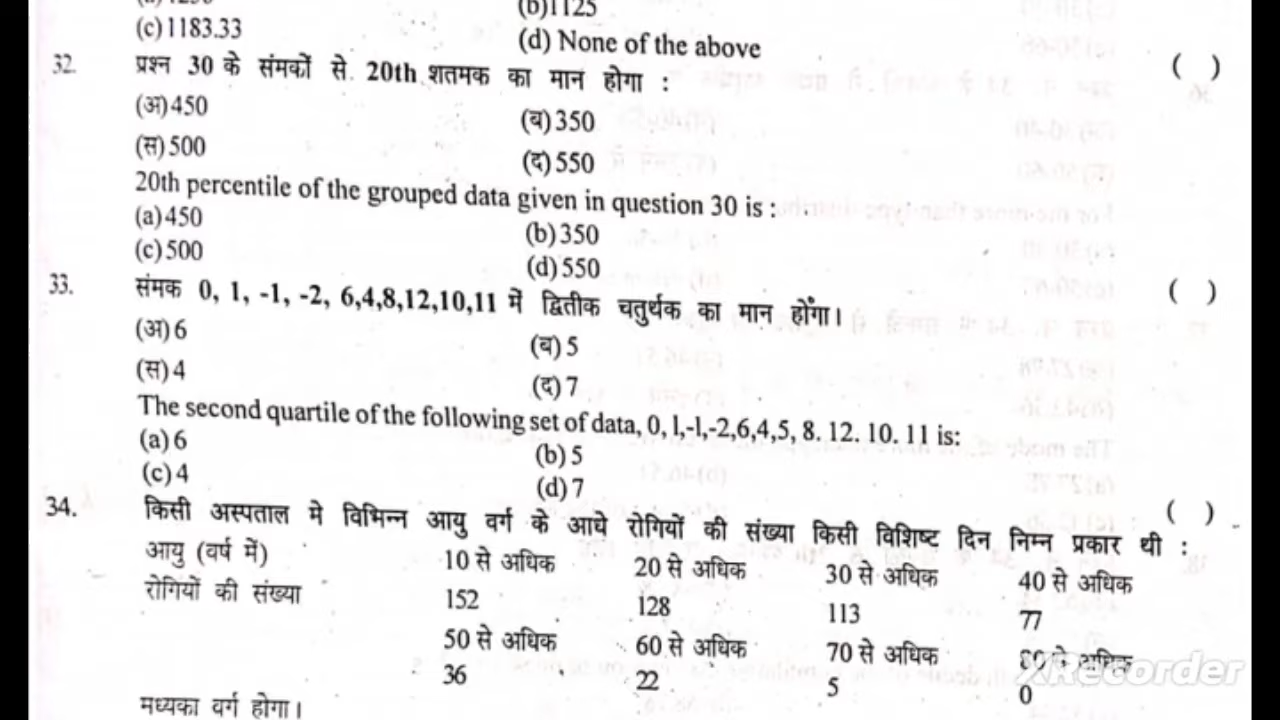 (b)1125
(c)1183.33 (d) None of the above
32. प्रश्न 30 के संमकों से 20th शतमक का मान होगा : ( )
(अ)450 (ब)350
(स)500 (द)550
20th percentile of the grouped data given in question 30 is :
(a)450 (b)350
(c)500 (d)550
33. संमक 0, 1, -1, -2, 6,4,8,12,10,11 में द्वितीक चतुर्थक का मान होंगा। ( )
(अ)6 (ब)5
(स)4 (द)7
The second quartile of the following set of data, 0, 1,-1,-2,6,4,5, 8. 12. 10. 11 is:
(a)6 (b)5
(c)4 (d)7
34. किसी अस्पताल मे विभिन्न आयु वर्ग के आधे रोगियों की संख्या किसी विशिष्ट दिन निम्न प्रकार थी : ( )
आयु (वर्ष में) 10 से अधिक 20 से अधिक 30 से अधिक 40 से अधिक
रोगियों की संख्या 152 128 113 77
50 से अधिक 60 से अधिक 70 से अधिक से अधिक
36 22 5 0
मध्यका वर्ग होगा।
XRecorder